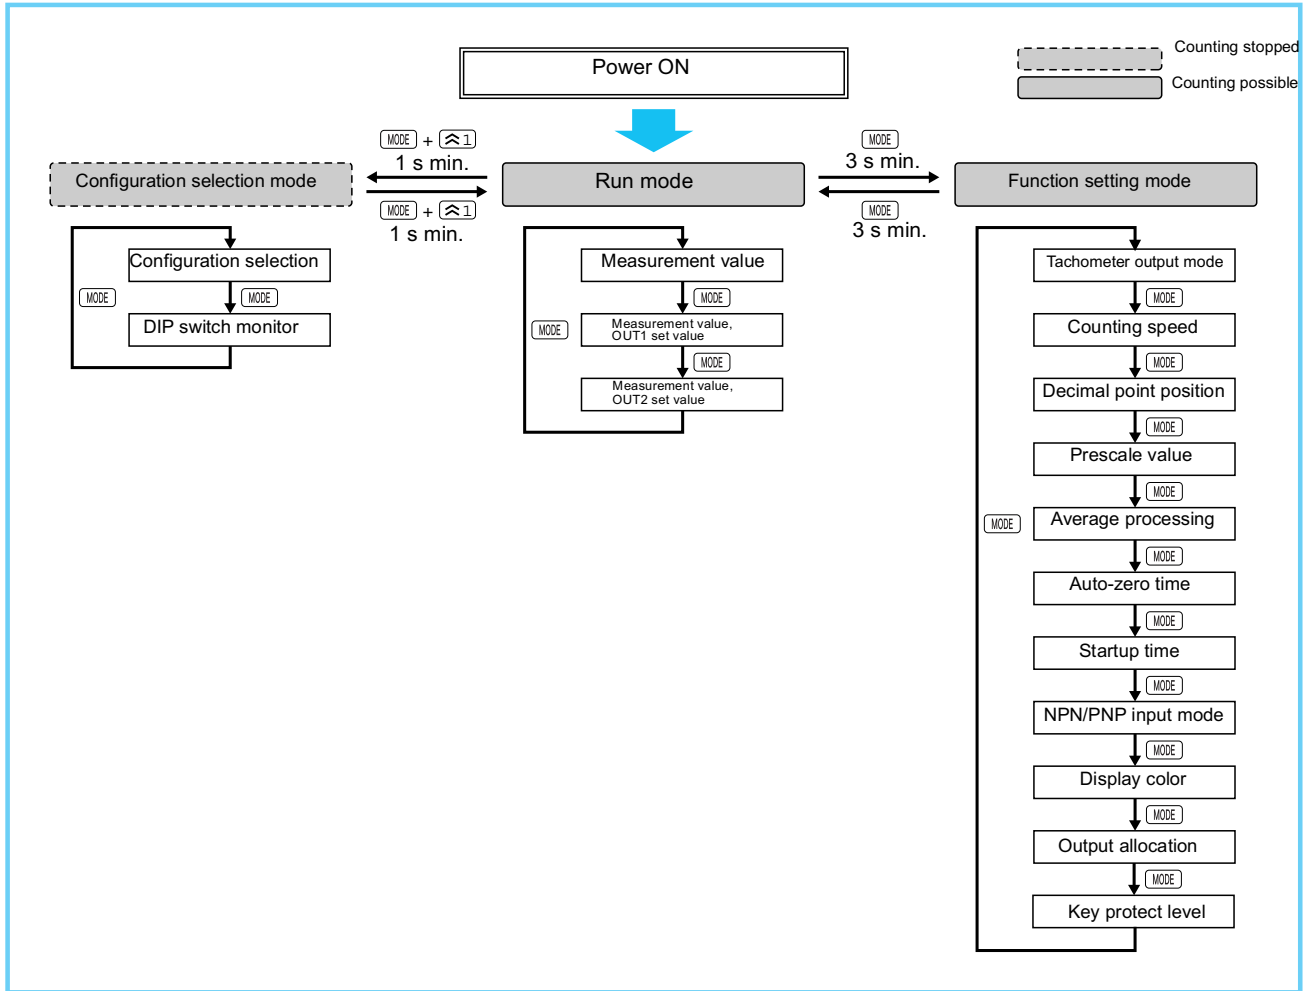 Power ON
Counting stopped
Counting possible
MODE + 1
1 s min.
MODE
3 s min.
Configuration selection mode
Run mode
Function setting mode
MODE + 1
1 s min.
MODE
3 s min.
Configuration selection
MODE
MODE
DIP switch monitor
Measurement value
MODE
MODE
Measurement value,
OUT1 set value
MODE
Measurement value,
OUT2 set value
Tachometer output mode
MODE
Counting speed
MODE
Decimal point position
MODE
Prescale value
MODE
MODE
Average processing
MODE
Auto-zero time
MODE
Startup time
MODE
NPN/PNP input mode
MODE
Display color
MODE
Output allocation
MODE
Key protect level